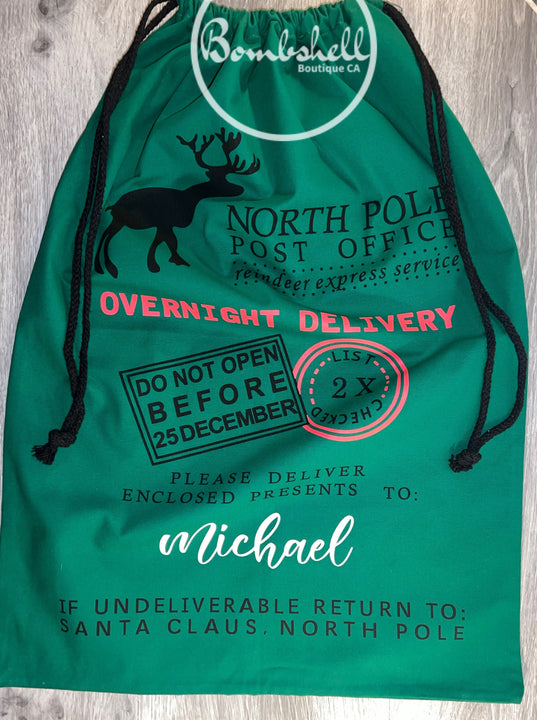 Bombshell
Boutique CA
NORTH POLE
POST OFFICE
reindeer express service
OVERNIGHT DELIVERY
DO NOT OPEN
BEFORE
25 DECEMBER
LIST
2 X
CHECKED
PLEASE DELIVER
ENCLOSED PRESENTS TO:
michael
IF UNDELIVERABLE RETURN TO:
SANTA CLAUS, NORTH POLE